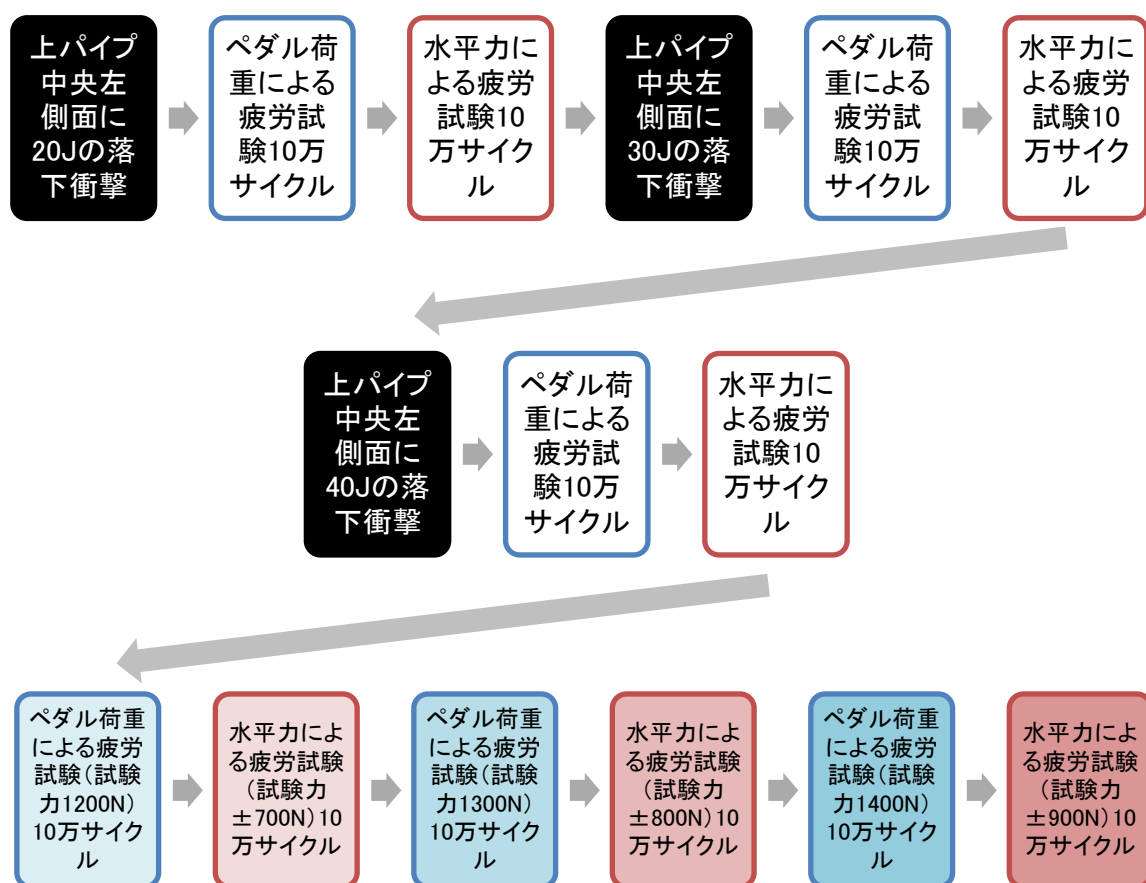 上パイプ
中央左
側面に
20Jの落
下衝撃
ペダル荷
重による
疲労試
験10万
サイクル
水平力に
よる疲労
試験10
万サイク
ル
上パイプ
中央左
側面に
30Jの落
下衝撃
ペダル荷
重による
疲労試
験10万
サイクル
水平力に
よる疲労
試験10
万サイク
ル
上パイプ
中央左
側面に
40Jの落
下衝撃
ペダル荷
重による
疲労試
験10万
サイクル
水平力に
よる疲労
試験10
万サイク
ル
ペダル荷重
による疲労
試験(試験
力1200N)
10万サイク
ル
水平力によ
る疲労試験
(試験力
±700N)10
万サイクル
ペダル荷重
による疲労
試験(試験
力1300N)
10万サイク
ル
水平力によ
る疲労試験
(試験力
±800N)10
万サイクル
ペダル荷重
による疲労
試験(試験
力1400N)
10万サイク
ル
水平力によ
る疲労試験
(試験力
±900N)10
万サイクル